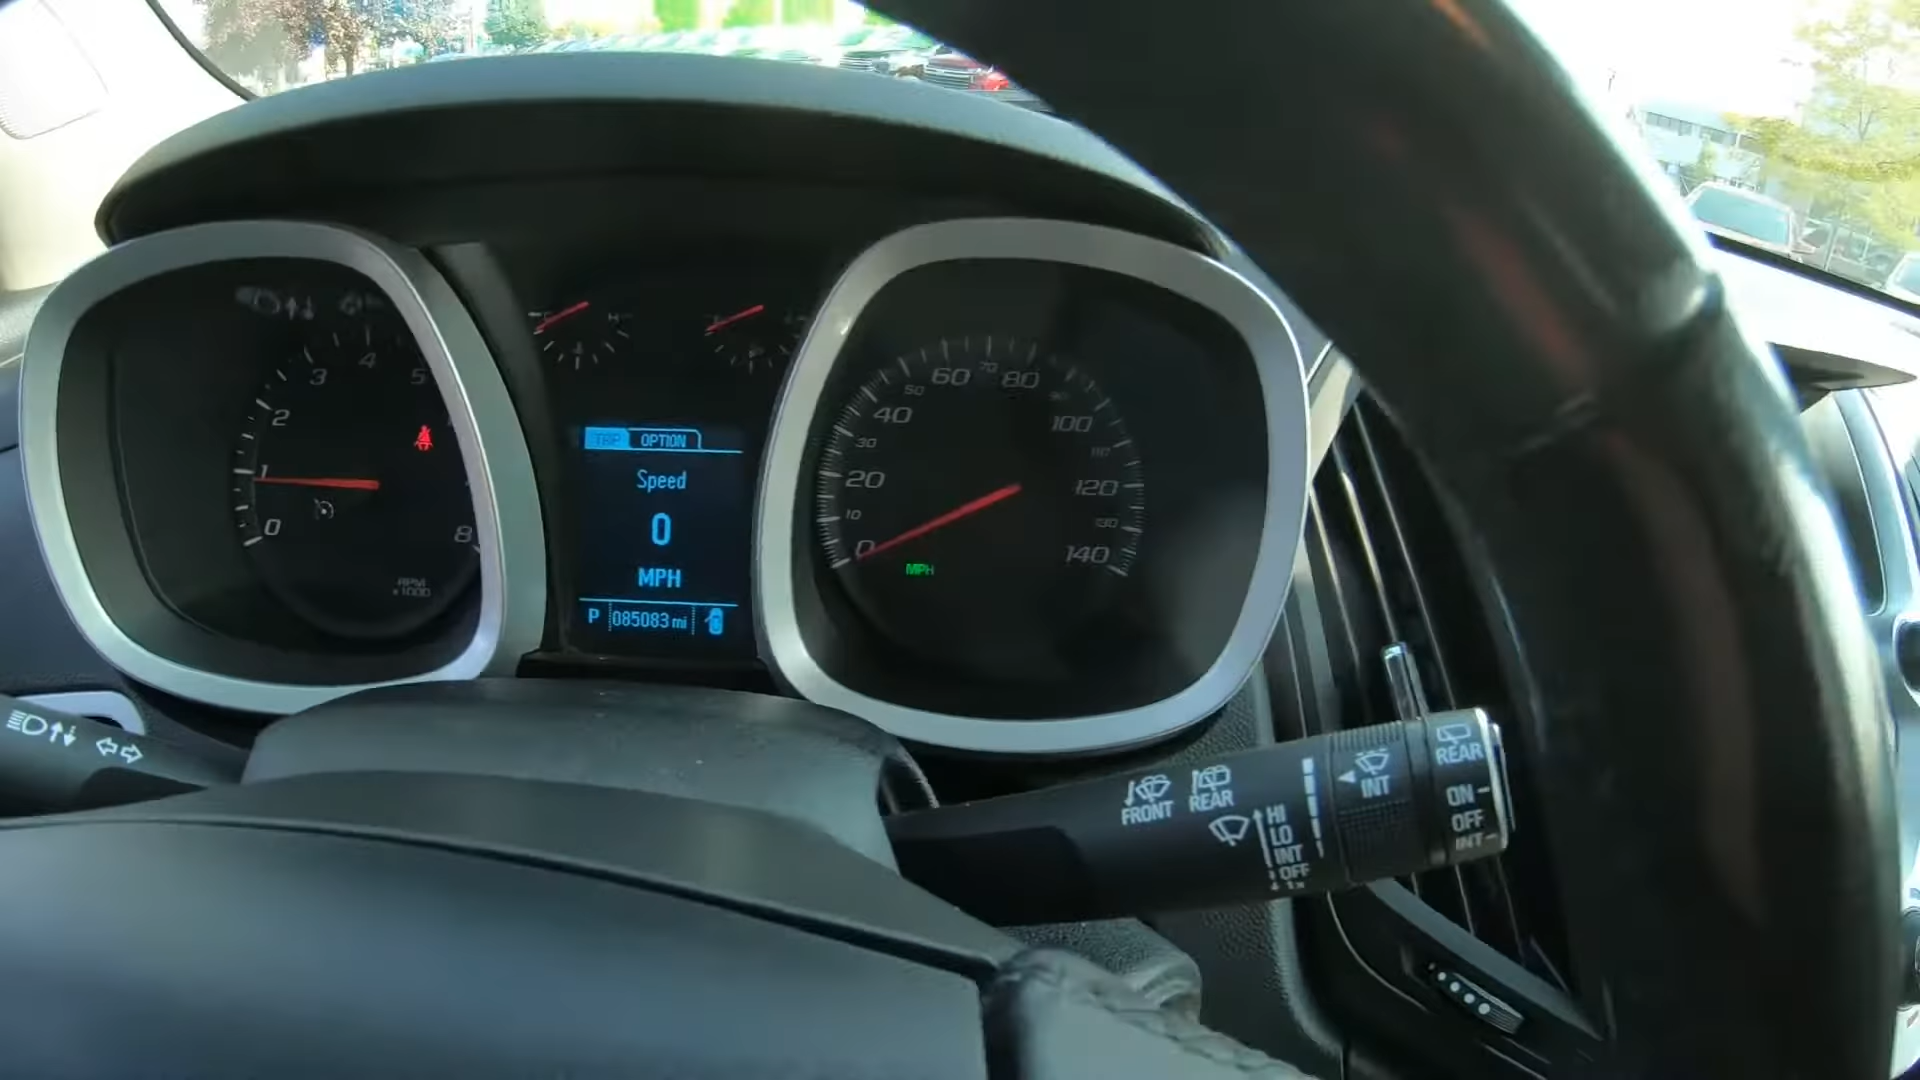 0
1
2
3
4
5
8
RPM
x1000
C
H
TRIP OPTION
Speed
0
MPH
P 085083 mi
0
10
20
30
40
50
60
70
80
100
120
130
140
MPH
FRONT
REAR
HI
LO
INT
OFF
1x
INT
REAR
ON
OFF
INT